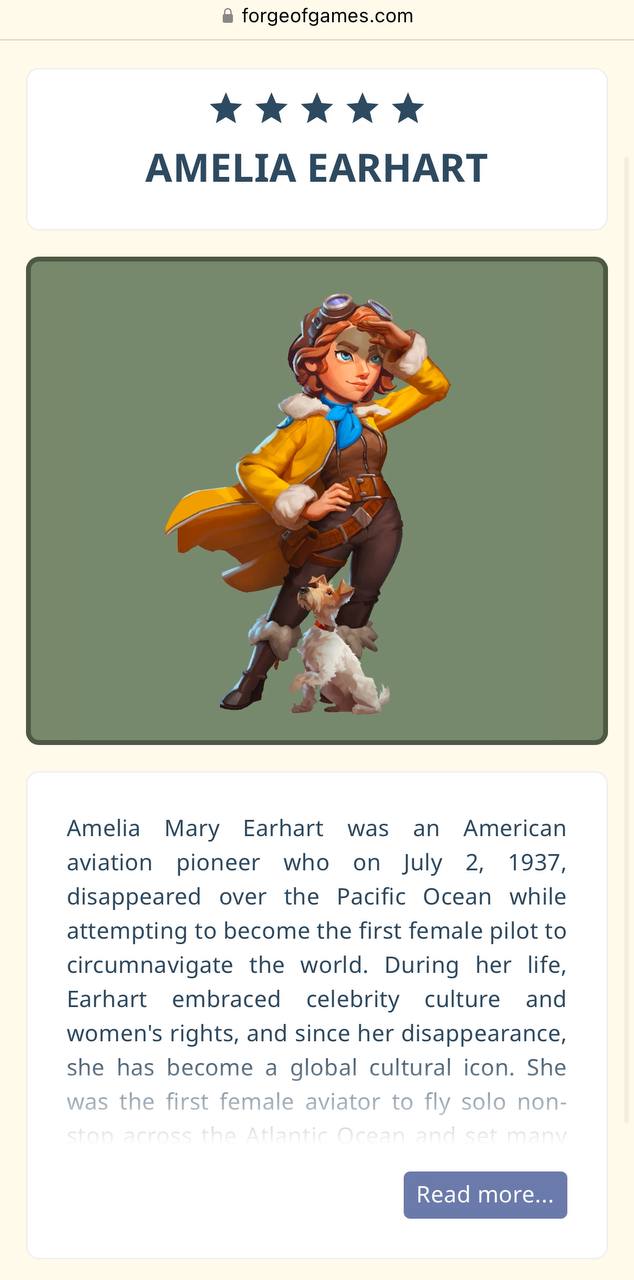 forgeofgames.com
AMELIA EARHART
Amelia Mary Earhart was an American
aviation pioneer who on July 2, 1937,
disappeared over the Pacific Ocean while
attempting to become the first female pilot to
circumnavigate the world. During her life,
Earhart embraced celebrity culture and
women's rights, and since her disappearance,
she has become a global cultural icon. She
was the first female aviator to fly solo non-
stop across the Atlantic Ocean and set many
Read more...